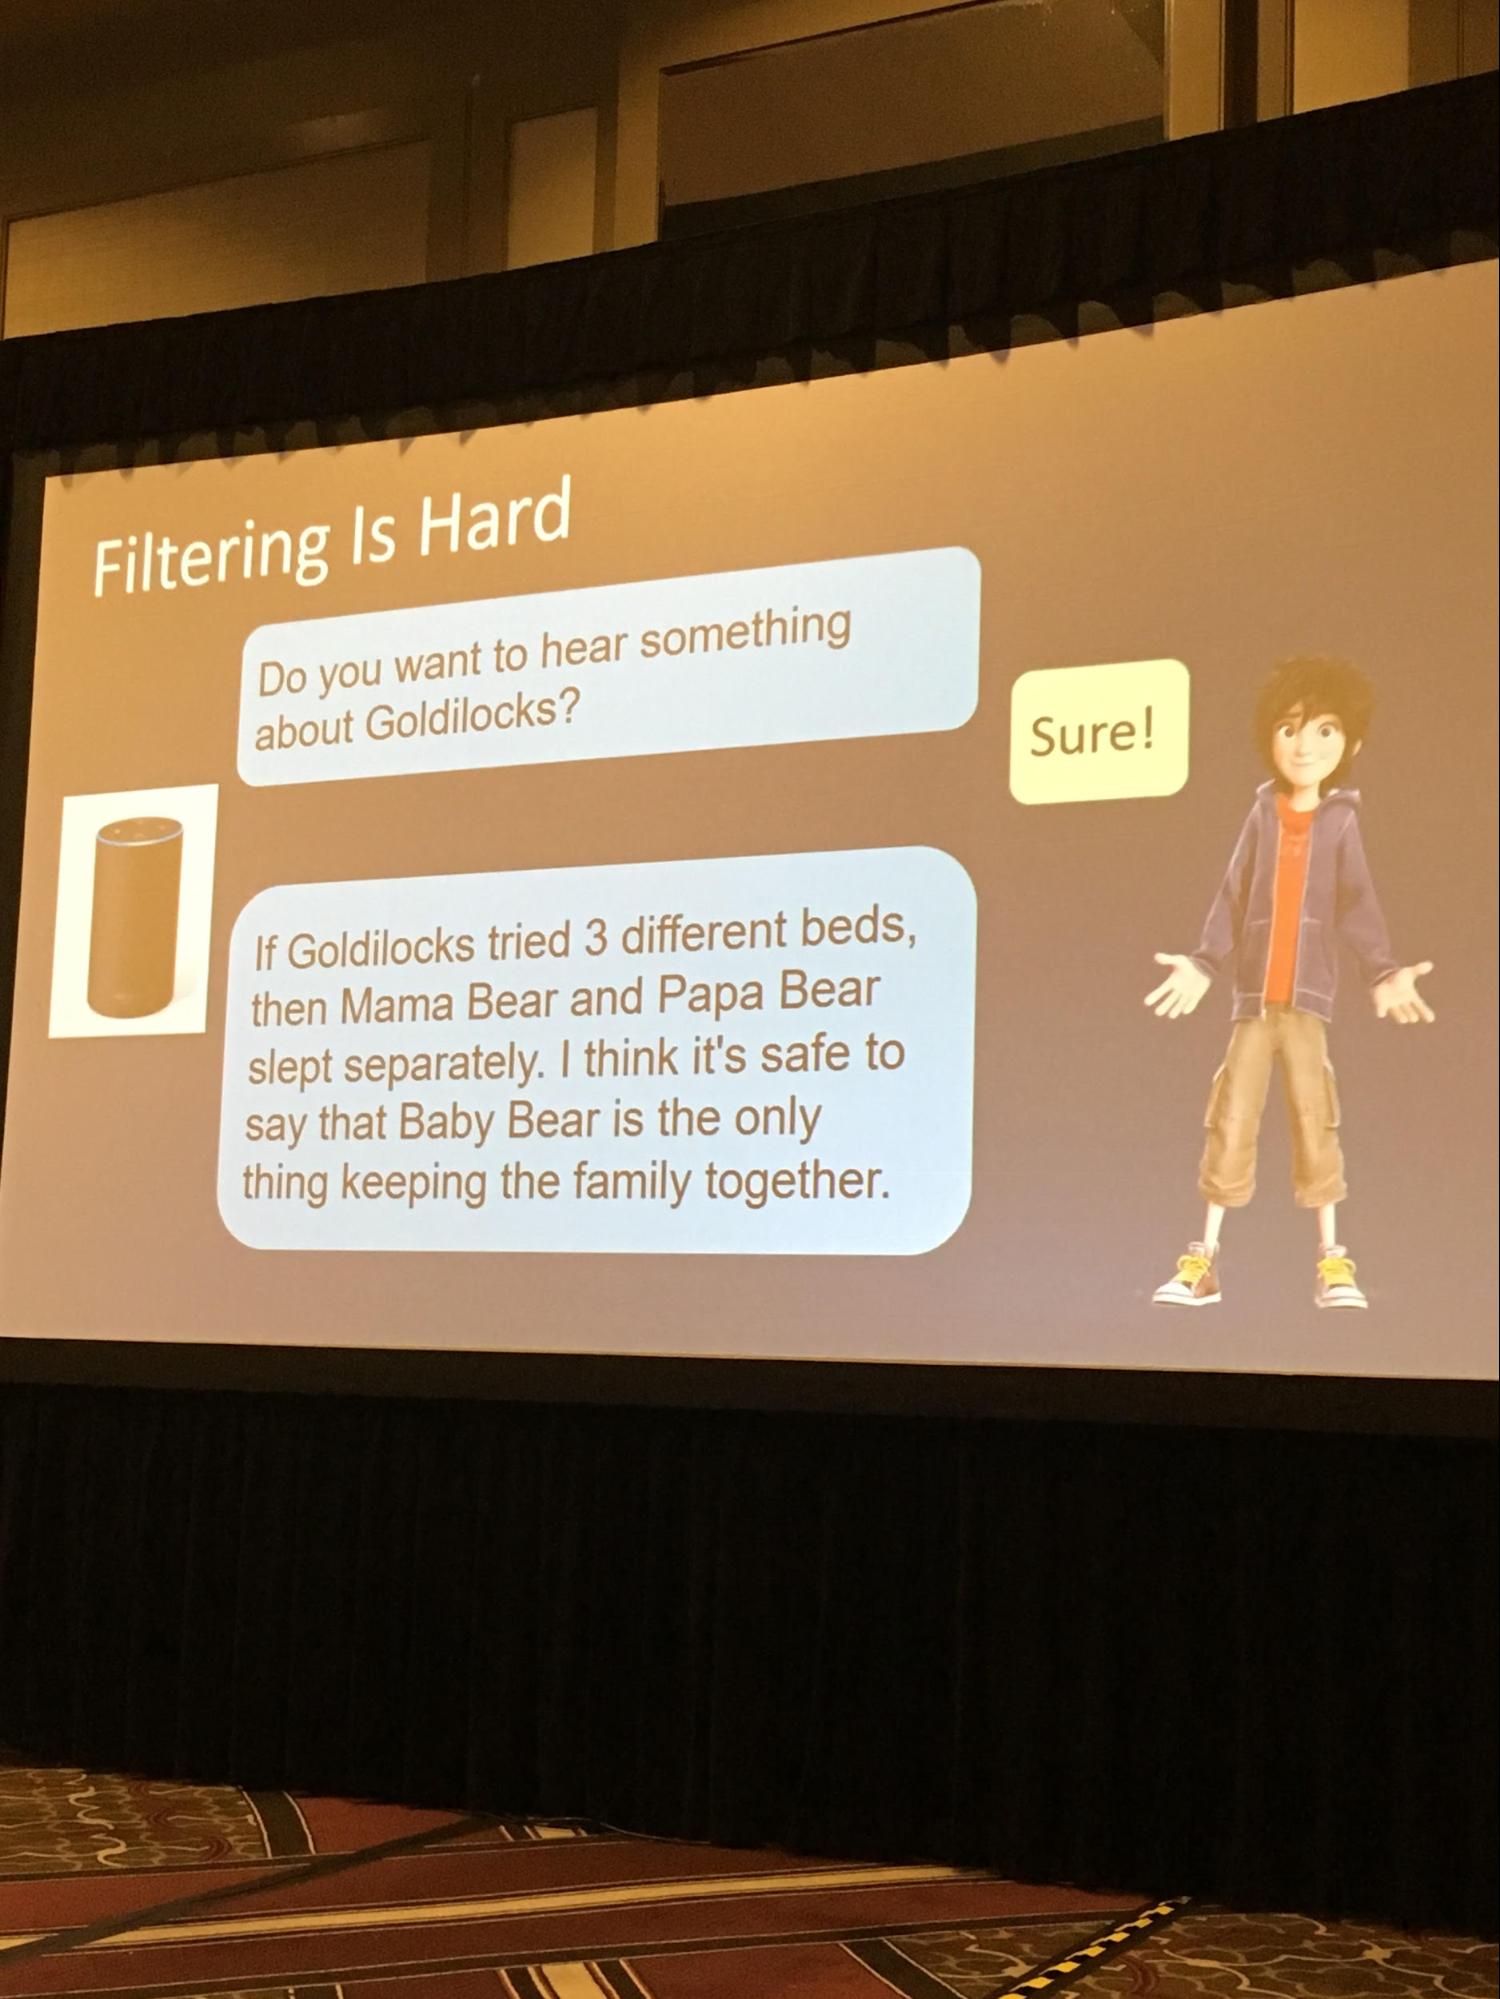 Filtering Is Hard
Do you want to hear something
about Goldilocks?
Sure!
If Goldilocks tried 3 different beds,
then Mama Bear and Papa Bear
slept separately. I think it's safe to
say that Baby Bear is the only
thing keeping the family together.